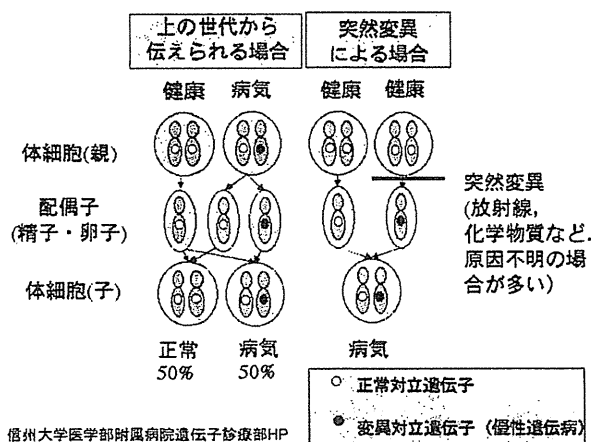 上の世代から
伝えられる場合
突然変異
による場合
健康 病気 健康 健康
体細胞(親)
配偶子
(精子・卵子)
突然変異
(放射線,
化学物質など.
原因不明の場
合が多い)
体細胞(子)
正常 病気 病気
50% 50%
正常対立遺伝子
変異対立遺伝子（優性遺伝病)
信州大学医学部附属病院遺伝子診療部HP